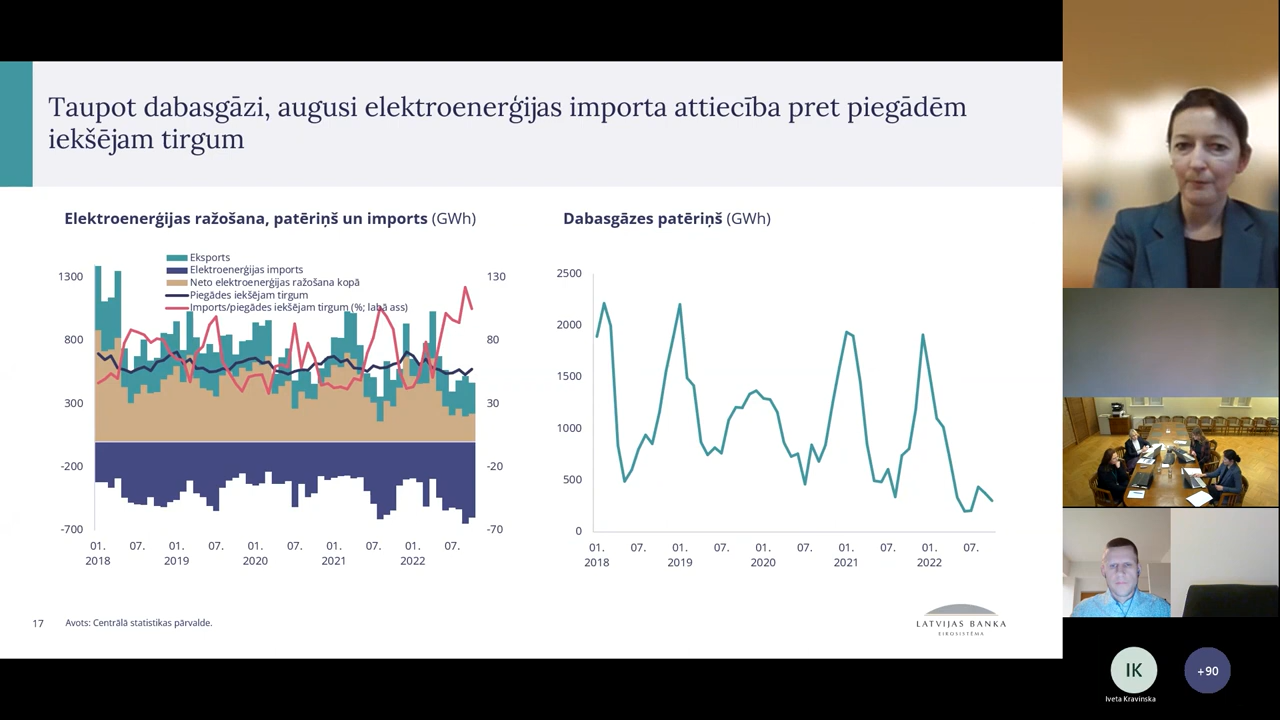 Taupot dabasgāzi, augusi elektroenerģijas importa attiecība pret piegādēm
iekšējam tirgum
Elektroenerģijas ražošana, patēriņš un imports (GWh)
Eksports
Elektroenerģijas imports
Neto elektroenerģijas ražošana kopā
Piegādes iekšējam tirgum
Imports/piegādes iekšējam tirgum (%; labā ass)
1300
800
300
-200
-700
130
80
30
-20
-70
01. 07. 01. 07. 01. 07. 01. 07. 01. 07.
2018 2019 2020 2021 2022
Dabasgāzes patēriņš (GWh)
2500
2000
1500
1000
500
0
01. 07. 01. 07. 01. 07. 01. 07. 01. 07.
2018 2019 2020 2021 2022
17 Avots: Centrālā statistikas pārvalde.
LATVIJAS BANKA
EIROSISTĒMA
IK
Iveta Kravinska
+90